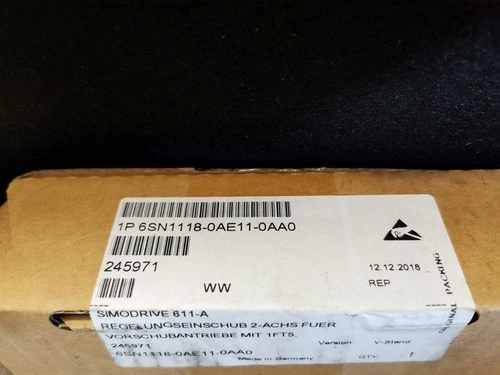 1P 6SN1118-0AE11-0AA0
245971
12.12.2018
WW
REP
SIMODRIVE 611-A
REGELUNGSEINSCHUB 2-ACHS FUER
VORSCHUBANTRIEBE MIT 1FT5,
245971
Version
V-Stand
6SN1118-0AE11-0AA0
Made in Germany
QTY: 1
ORIGINAL PACKING